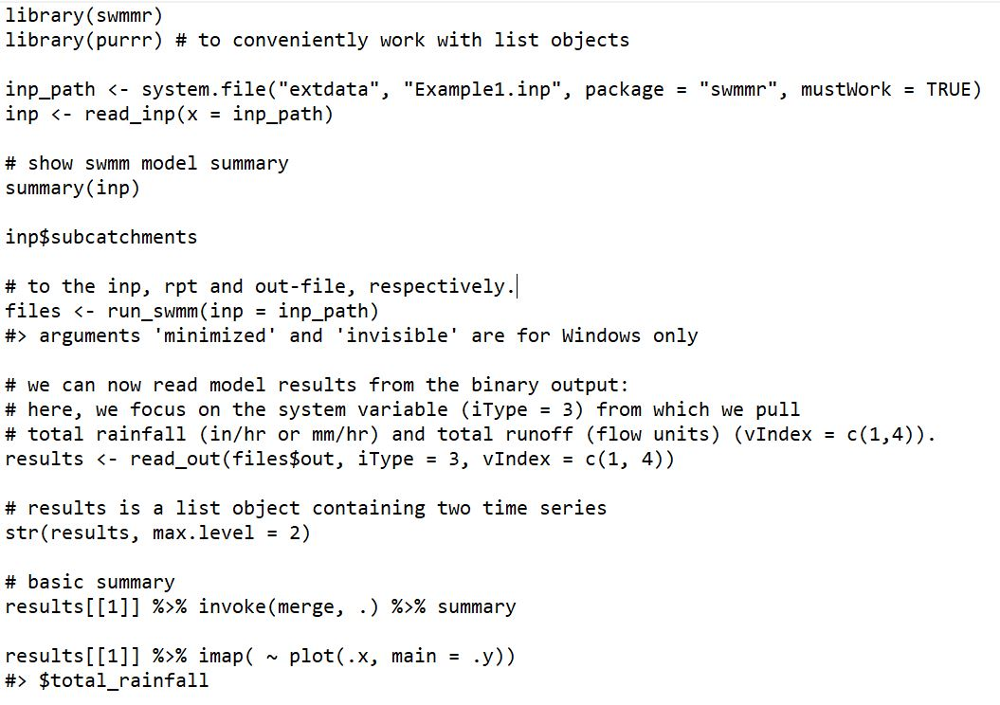 library(swmmr)
library(purrr) # to conveniently work with list objects
inp_path <- system.file("extdata", "Example1.inp", package = "swmmr", mustWork = TRUE)
inp <- read_inp(x = inp_path)
# show swmm model summary
summary(inp)
inp$subcatchments
# to the inp, rpt and out-file, respectively.
files <- run_swmm(inp = inp_path)
#> arguments 'minimized' and 'invisible' are for Windows only
# we can now read model results from the binary output:
# here, we focus on the system variable (iType = 3) from which we pull
# total rainfall (in/hr or mm/hr) and total runoff (flow units) (vIndex = c(1,4)).
results <- read_out(files$out, iType = 3, vIndex = c(1, 4))
# results is a list object containing two time series
str(results, max.level = 2)
# basic summary
results[[1]] %>% invoke(merge, .) %>% summary
results[[1]] %>% imap( ~ plot(.x, main = .y))
#> $total_rainfall